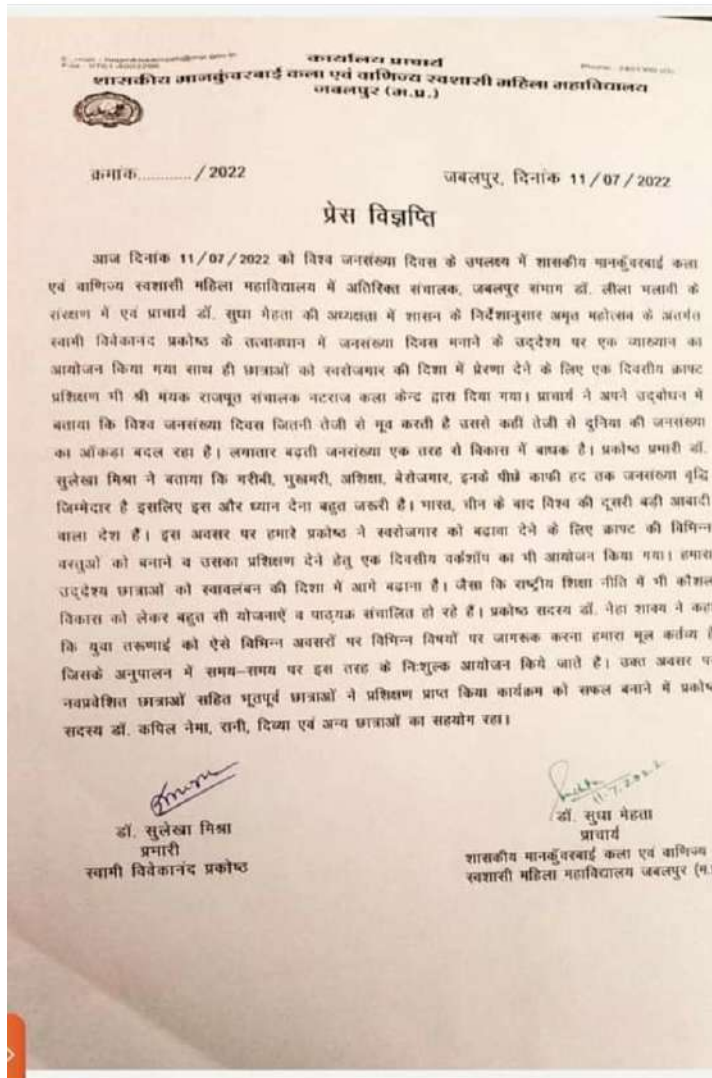 कार्यालय प्राचार्य
शासकीय मानकुंवरबाई कला एवं वाणिज्य स्वशासी महिला महाविद्यालय
जबलपुर (म.प्र.)
क्रमांक.........../2022
जबलपुर, दिनांक 11/07/2022
प्रेस विज्ञप्ति
आज दिनांक 11/07/2022 को विश्व जनसंख्या दिवस के उपलक्ष्य में शासकीय मानकुँवरबाई कला
एवं वाणिज्य स्वशासी महिला महाविद्यालय में अतिरिक्त संचालक, जबलपुर संभाग डॉ. लीला भलावी के
संरक्षण में एवं प्राचार्य डॉ. सुधा मेहता की अध्यक्षता में शासन के निर्देशानुसार अमृत महोत्सव के अंतर्गत
स्वामी विवेकानंद प्रकोष्ठ के तत्वावधान में जनसंख्या दिवस मनाने के उद्देश्य पर एक व्याख्यान का
आयोजन किया गया साथ ही छात्राओं को स्वरोजगार की दिशा में प्रेरणा देने के लिए एक दिवसीय क्राफ्ट
प्रशिक्षण भी श्री मयंक राजपूत संचालक नटराज कला केन्द्र द्वारा दिया गया। प्राचार्य ने अपने उद्बोधन में
बताया कि विश्व जनसंख्या दिवस जितनी तेजी से मूव करती है उससे कहीं तेजी से दुनिया की जनसंख्या
का आँकड़ा बदल रहा है। लगातार बढ़ती जनसंख्या एक तरह से विकास में बाधक है। प्रकोष्ठ प्रभारी डॉ.
सुलेखा मिश्रा ने बताया कि गरीबी, भुखमरी, अशिक्षा, बेरोजगार, इनके पीछे काफी हद तक जनसंख्या वृद्धि
जिम्मेदार है इसलिए इस और ध्यान देना बहुत जरूरी है। भारत, चीन के बाद विश्व की दूसरी बड़ी आबादी
वाला देश हैं। इस अवसर पर हमारे प्रकोष्ठ ने स्वरोजगार को बढावा देने के लिए क्राफ्ट की विभिन्न
वस्तुओं को बनाने व उसका प्रशिक्षण देने हेतु एक दिवसीय वर्कशॉप का भी आयोजन किया गया। हमारा
उद्देश्य छात्राओं को स्वावलंबन की दिशा में आगे बढाना है। जैसा कि राष्ट्रीय शिक्षा नीति में भी कौशल
विकास को लेकर बहुत सी योजनाएँ व पाठ्यक्र संचालित हो रहे हैं। प्रकोष्ठ सदस्य डॉ. नेहा शाक्य ने कहा
कि युवा तरूणाई को ऐसे विभिन्न अवसरों पर विभिन्न विषयों पर जागरूक करना हमारा मूल कर्तव्य है
जिसके अनुपालन में समय–समय पर इस तरह के निःशुल्क आयोजन किये जाते है। उक्त अवसर पर
नवप्रवेशित छात्राओं सहित भूतपूर्व छात्राओं ने प्रशिक्षण प्राप्त किया कार्यक्रम को सफल बनाने में प्रकोष्ठ
सदस्य डॉ. कपिल नेमा, रानी, दिव्या एवं अन्य छात्राओं का सहयोग रहा।
11.7.2022
डॉ. सुलेखा मिश्रा
प्रभारी
स्वामी विवेकानंद प्रकोष्ठ
डॉ. सुधा मेहता
प्राचार्य
शासकीय मानकुँवरबाई कला एवं वाणिज्य
स्वशासी महिला महाविद्यालय जबलपुर (म.प्र